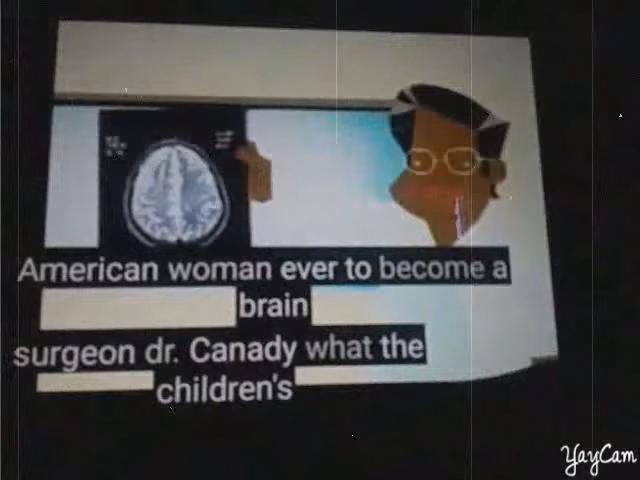 American woman ever to become a
brain
surgeon dr. Canady what the
children's
YayCam